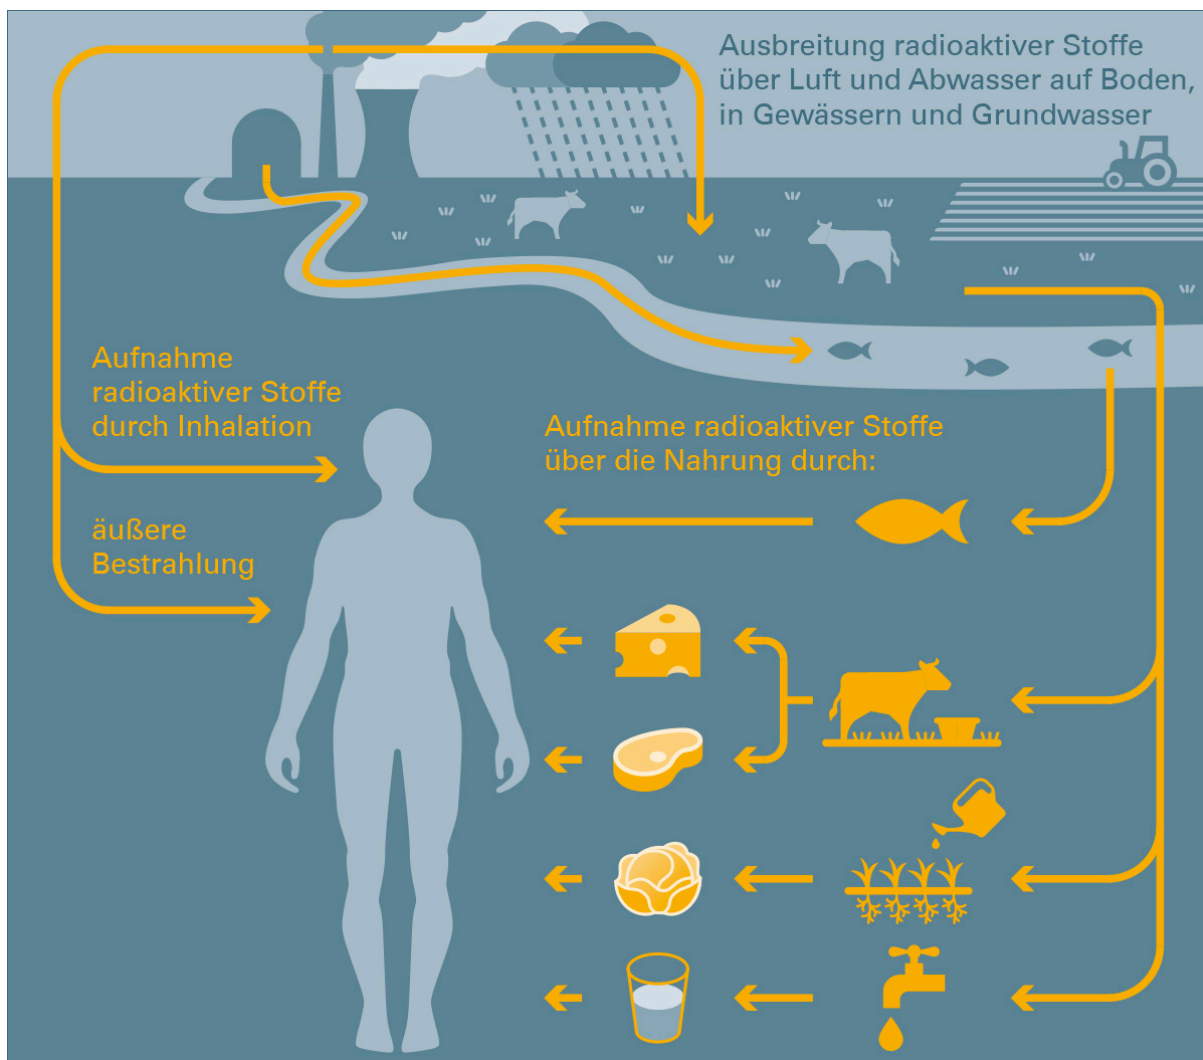 Ausbreitung radioaktiver Stoffe
über Luft und Abwasser auf Boden,
in Gewässern und Grundwasser
Aufnahme
radioaktiver Stoffe
durch Inhalation
äußere
Bestrahlung
Aufnahme radioaktiver Stoffe
über die Nahrung durch: